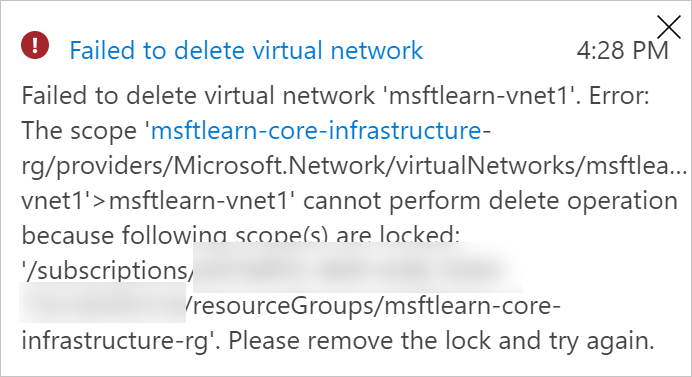 Failed to delete virtual network 4:28 PM
Failed to delete virtual network 'msftlearn-vnet1'. Error:
The scope 'msftlearn-core-infrastructure-
rg/providers/Microsoft.Network/virtualNetworks/msftlea...
vnet1'>msftlearn-vnet1' cannot perform delete operation
because following scope(s) are locked:
'/subscriptions/
/resourceGroups/msftlearn-core-
infrastructure-rg'. Please remove the lock and try again.